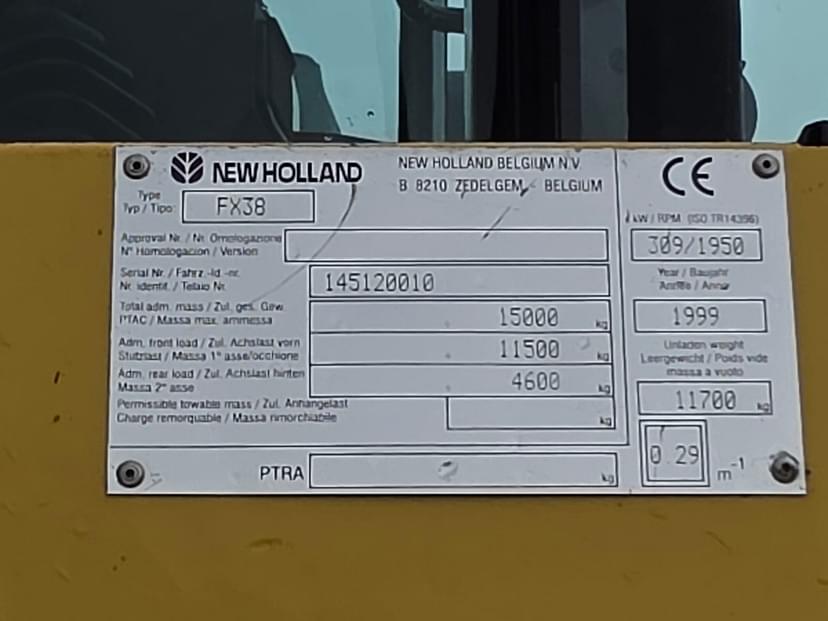 NEW HOLLAND
NEW HOLLAND BELGIUM N.V.
B 8210 ZEDELGEM - BELGIUM
Type
Typ / Tipo:
FX38
Approval Nr. / Nr. Omologazione
N° Homologacion / Version
Serial Nr. / Fahrz.-Id.-nr.
Nr. identif. / Telaio Nr.
145120010
Total adm. mass / Zul. ges. Gew.
PTAC / Massa max. ammessa
15000 kg
Adm. front load / Zul. Achslast vorn
Stutzlast / Massa 1° asse/occhione
11500 kg
Adm. rear load / Zul. Achslast hinten
Massa 2° asse
4600 kg
Permissible towable mass / Zul. Anhangelast
Charge remorquable / Massa rimorchiabile
kg
PTRA
kg
CE
kW / RPM (ISO TR14396)
309/1950
Year / Baujahr
Année / Anno
1999
Unladen weight
Leergewicht / Poids vide
massa a vuoto
11700 kg
0.29 m⁻¹